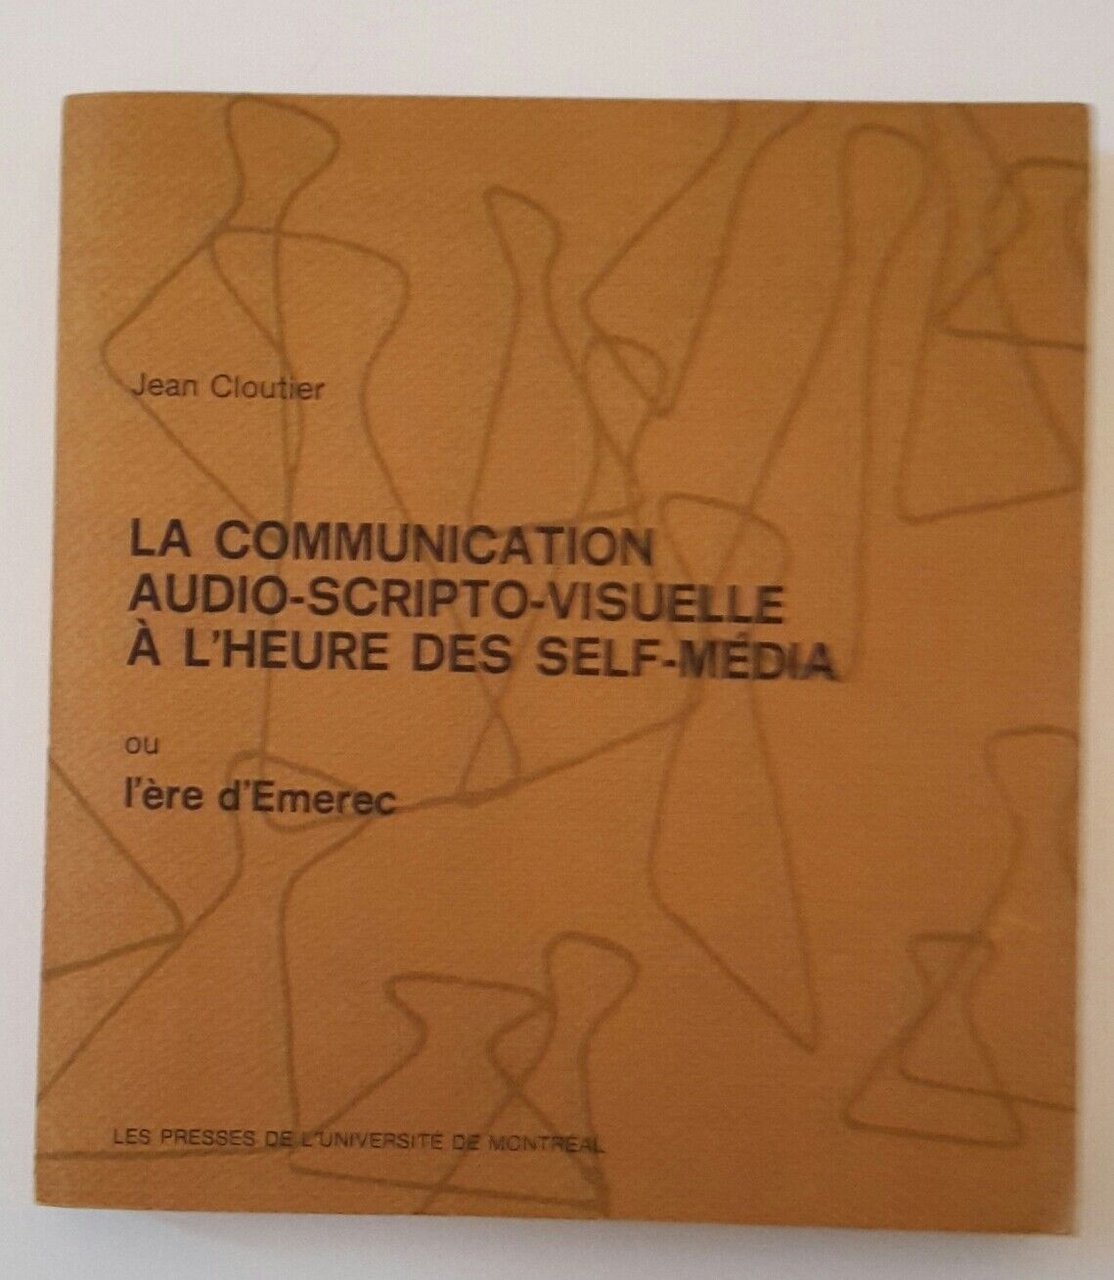 Jean Cloutier
LA COMMUNICATION
AUDIO-SCRIPTO-VISUELLE
À L'HEURE DES SELF-MÉDIA
ou
l'ère d'Emerec
LES PRESSES DE L'UNIVERSITÉ DE MONTRÉAL